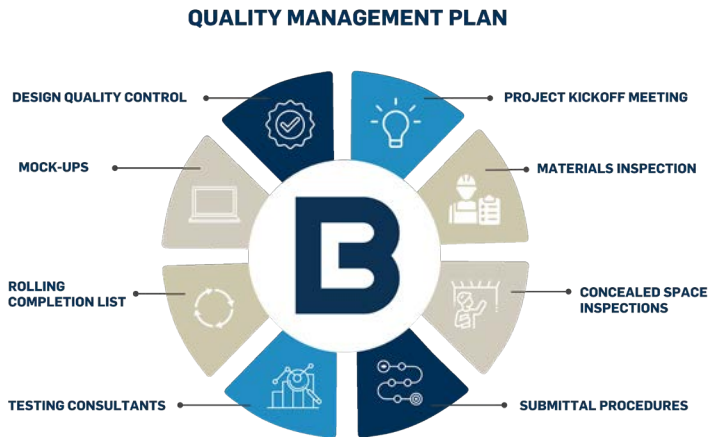 QUALITY MANAGEMENT PLAN
DESIGN QUALITY CONTROL
PROJECT KICKOFF MEETING
MOCK-UPS
MATERIALS INSPECTION
B
ROLLING
COMPLETION LIST
CONCEALED SPACE
INSPECTIONS
TESTING CONSULTANTS
SUBMITTAL PROCEDURES